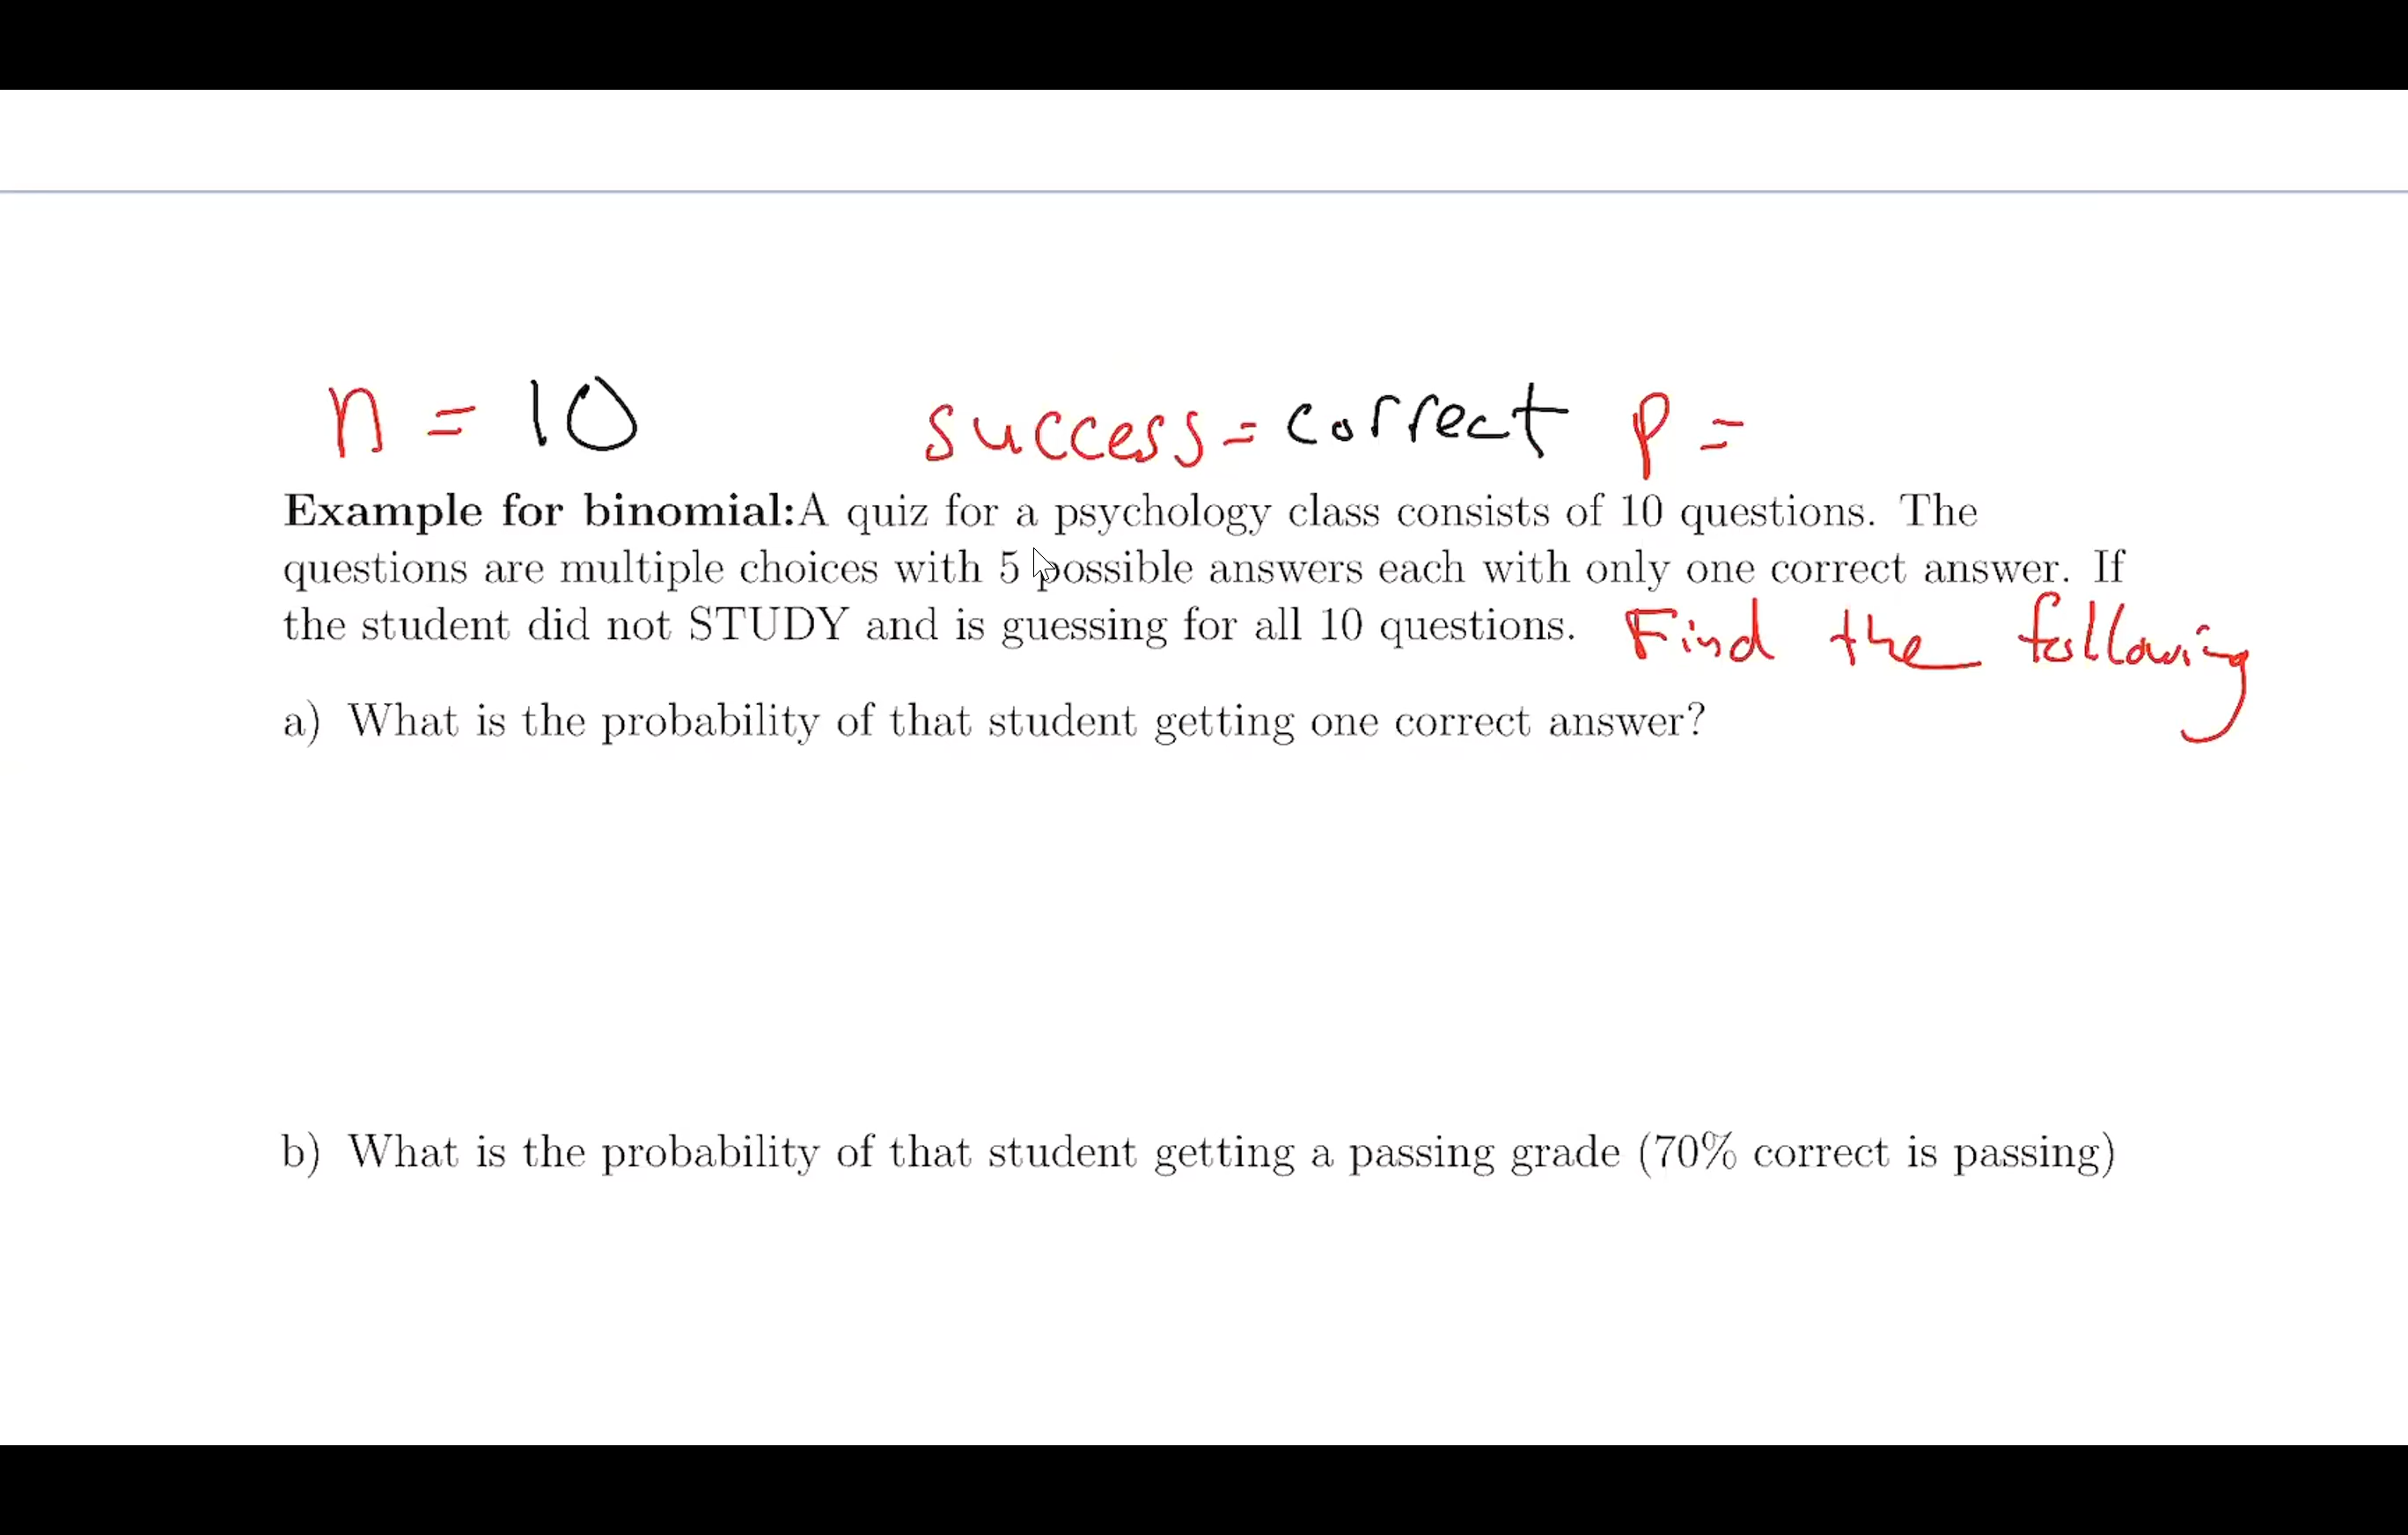 n = 10 success = correct p =
Example for binomial:A quiz for a psychology class consists of 10 questions. The
questions are multiple choices with 5 possible answers each with only one correct answer. If
the student did not STUDY and is guessing for all 10 questions. Find the following
a) What is the probability of that student getting one correct answer?
b) What is the probability of that student getting a passing grade (70% correct is passing)